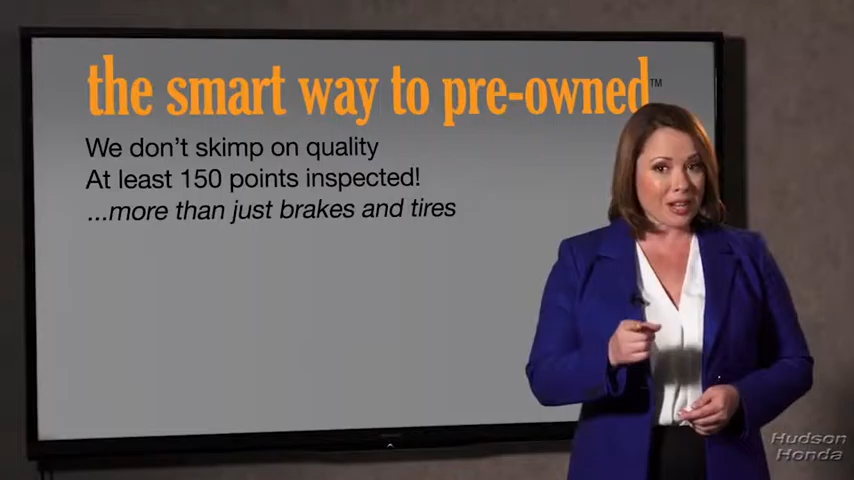 the smart way to pre-owned™
We don't skimp on quality
At least 150 points inspected!
...more than just brakes and tires
Hudson
Honda